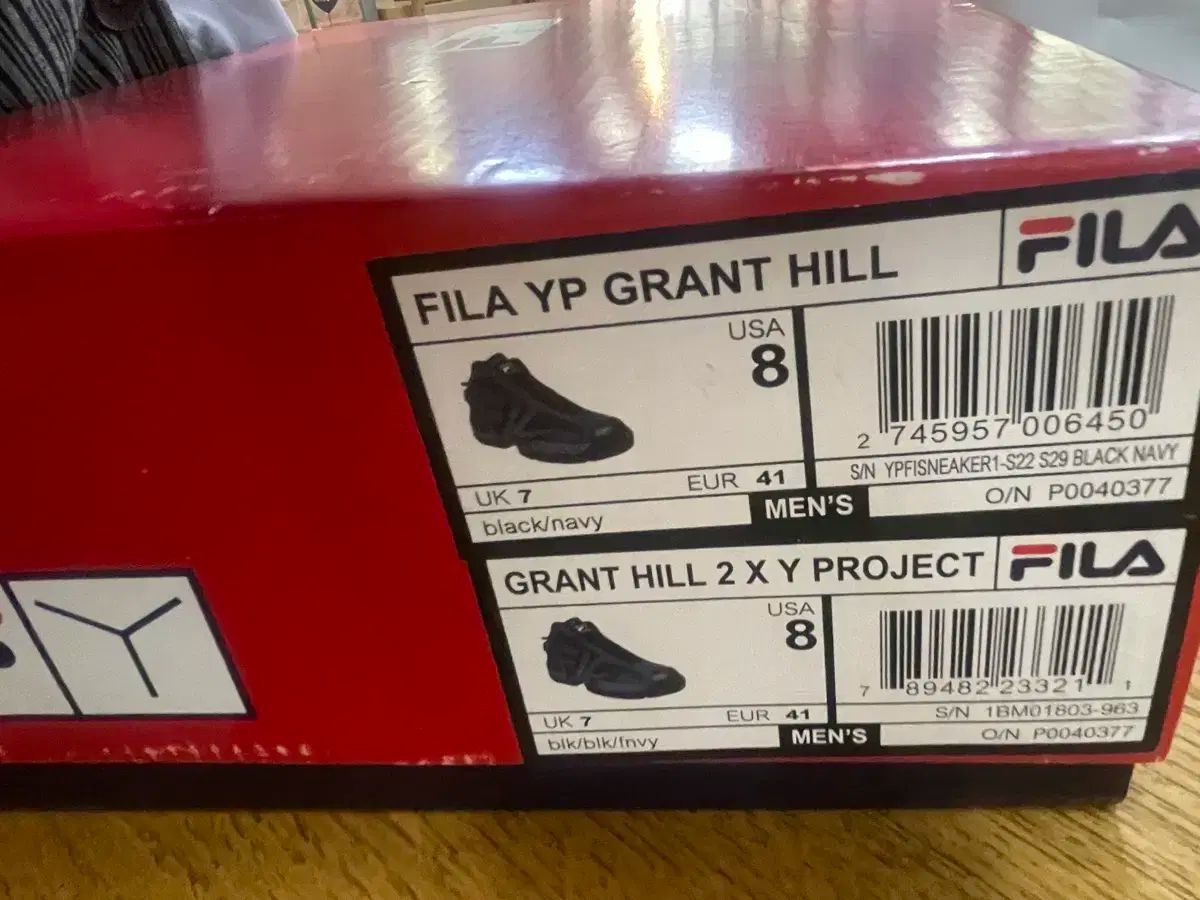 FILA YP GRANT HILL
FILA
USA
8
2 745957 006450
S/N YPFISNEAKER1-S22 S29 BLACK NAVY
UK 7
EUR 41
O/N P0040377
black/navy
MEN'S
GRANT HILL 2 X Y PROJECT
FILA
USA
8
7 89482 23321 1
S/N 1BM01803-963
UK 7
EUR 41
O/N P0040377
blk/blk/fnvy
MEN'S
Y